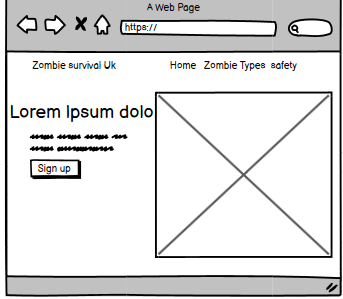 A Web Page
https://
Zombie survival Uk
Home Zombie Types safety
Lorem Ipsum dolo
Sign up